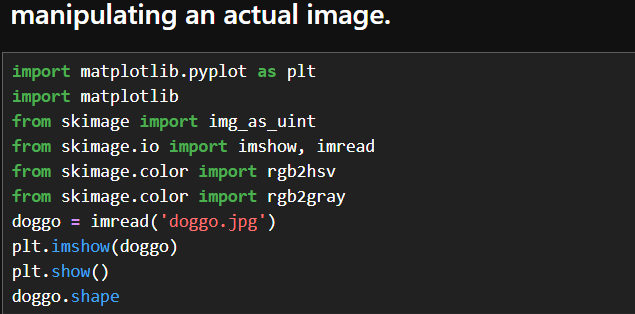 manipulating an actual image.
import matplotlib.pyplot as plt
import matplotlib
from skimage import img_as_uint
from skimage.io import imshow, imread
from skimage.color import rgb2hsv
from skimage.color import rgb2gray
doggo = imread('doggo.jpg')
plt.imshow(doggo)
plt.show()
doggo.shape